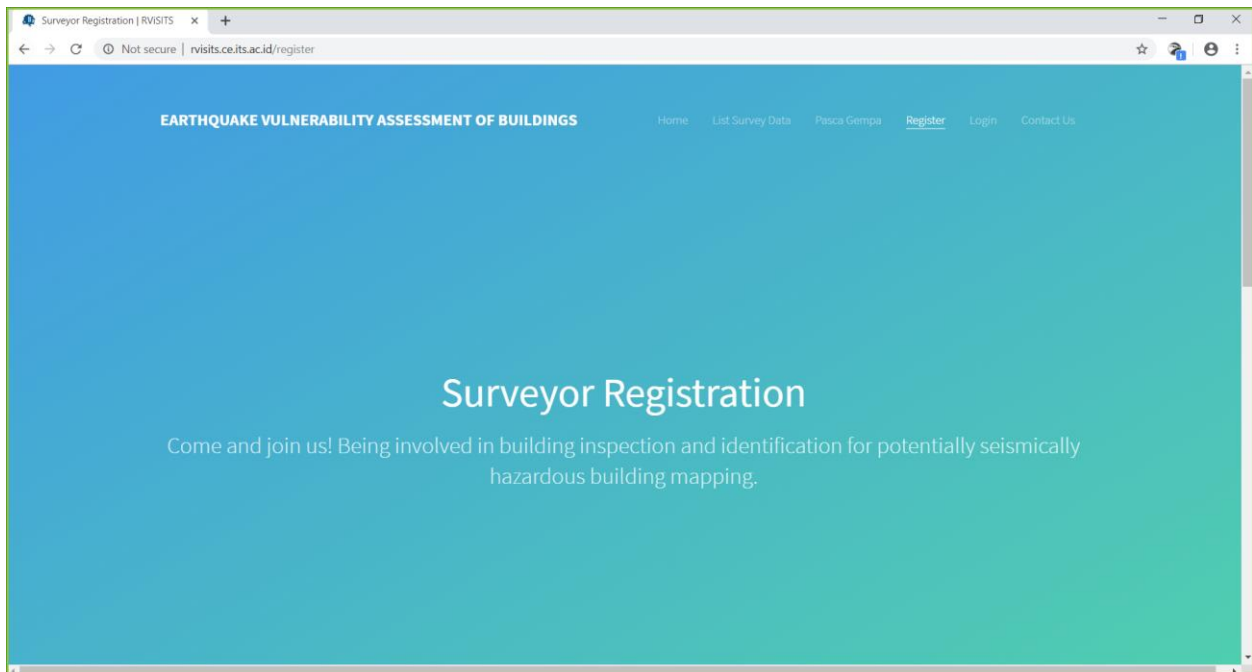 Surveyor Registration | RViSITS
Not secure | rvisits.ce.its.ac.id/register
EARTHQUAKE VULNERABILITY ASSESSMENT OF BUILDINGS
Home List Survey Data Pasca Gempa Register Login Contact Us
Surveyor Registration
Come and join us! Being involved in building inspection and identification for potentially seismically
hazardous building mapping.